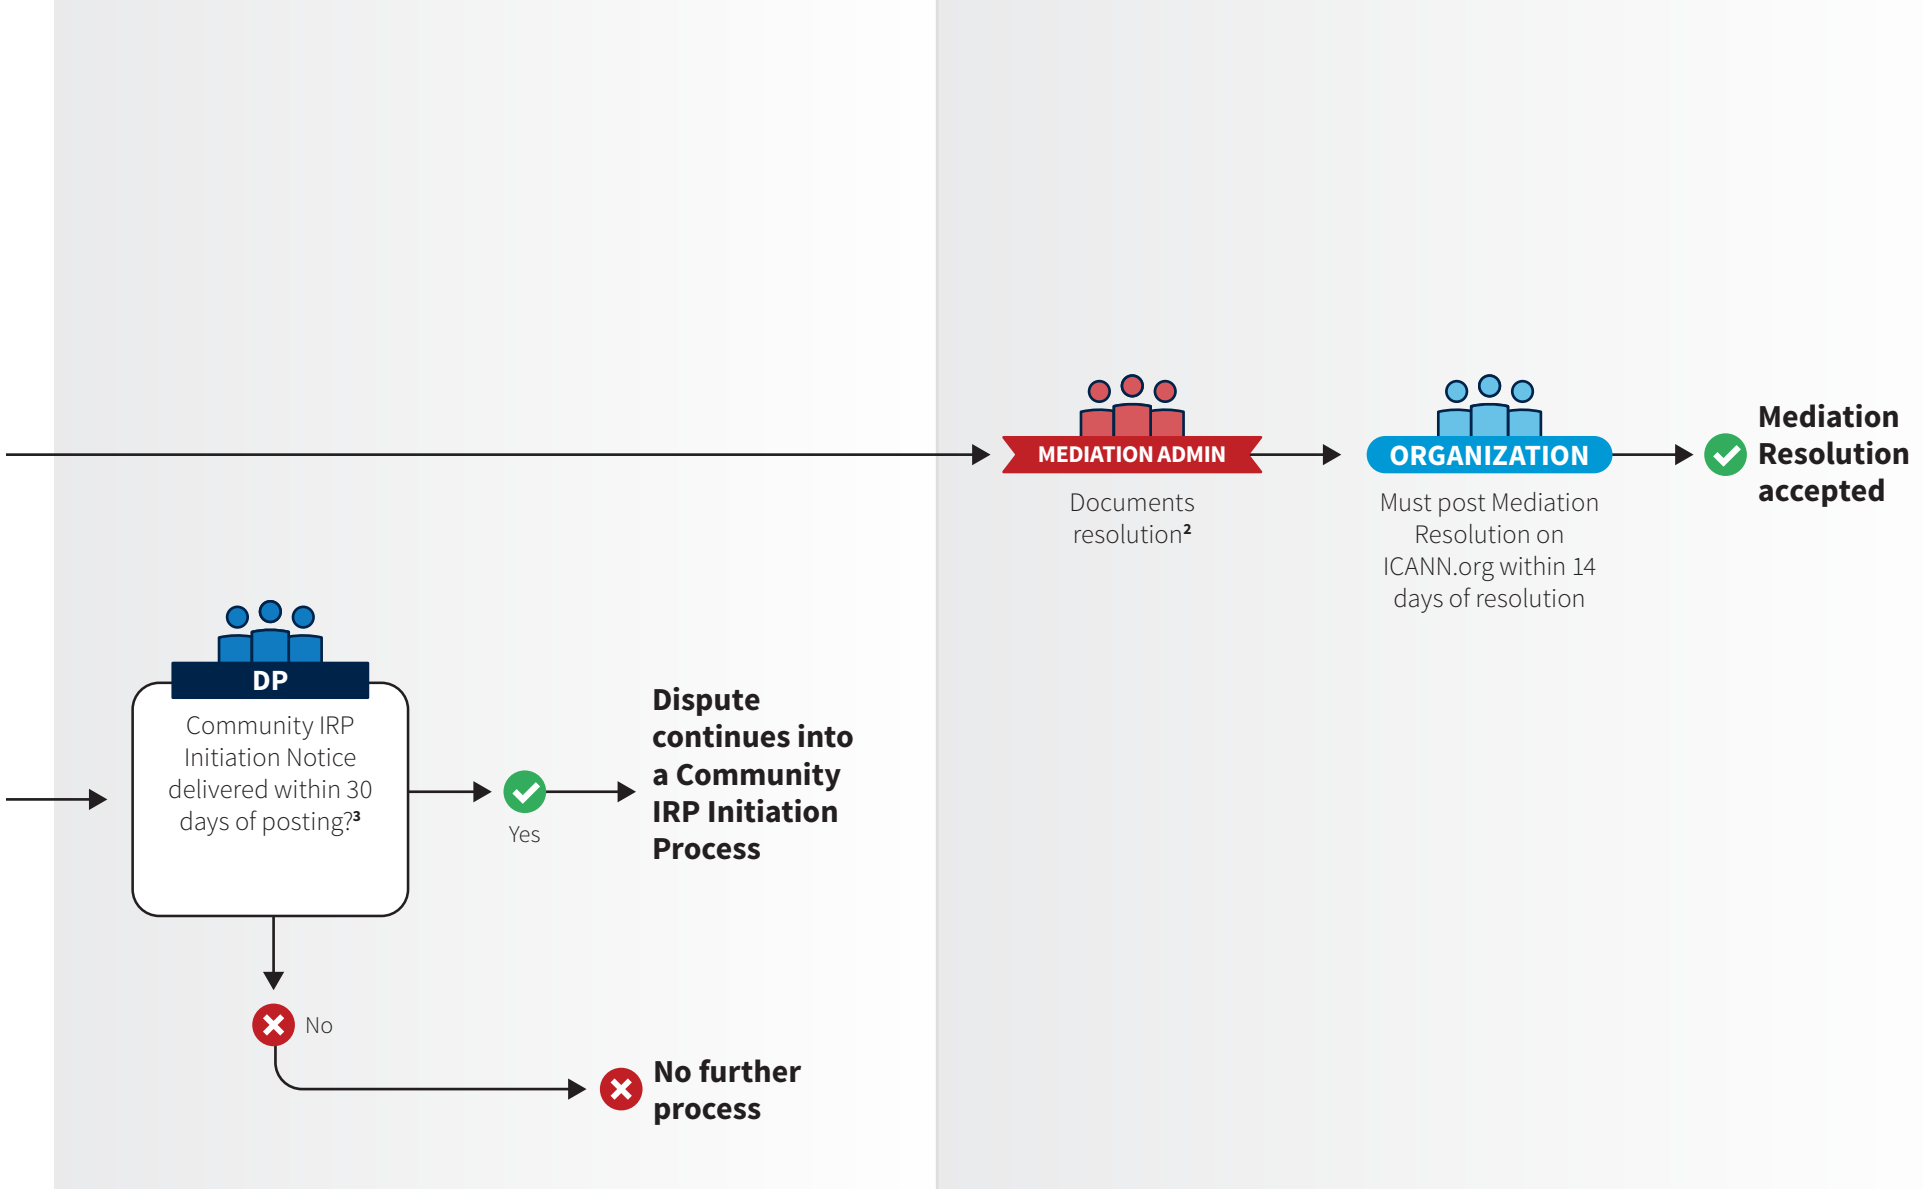 MEDIATION ADMIN
Documents
resolution²
ORGANIZATION
Must post Mediation
Resolution on
ICANN.org within 14
days of resolution
Mediation
Resolution
accepted
DP
Community IRP
Initiation Notice
delivered within 30
days of posting?³
Yes
Dispute
continues into
a Community
IRP Initiation
Process
No
No further
process